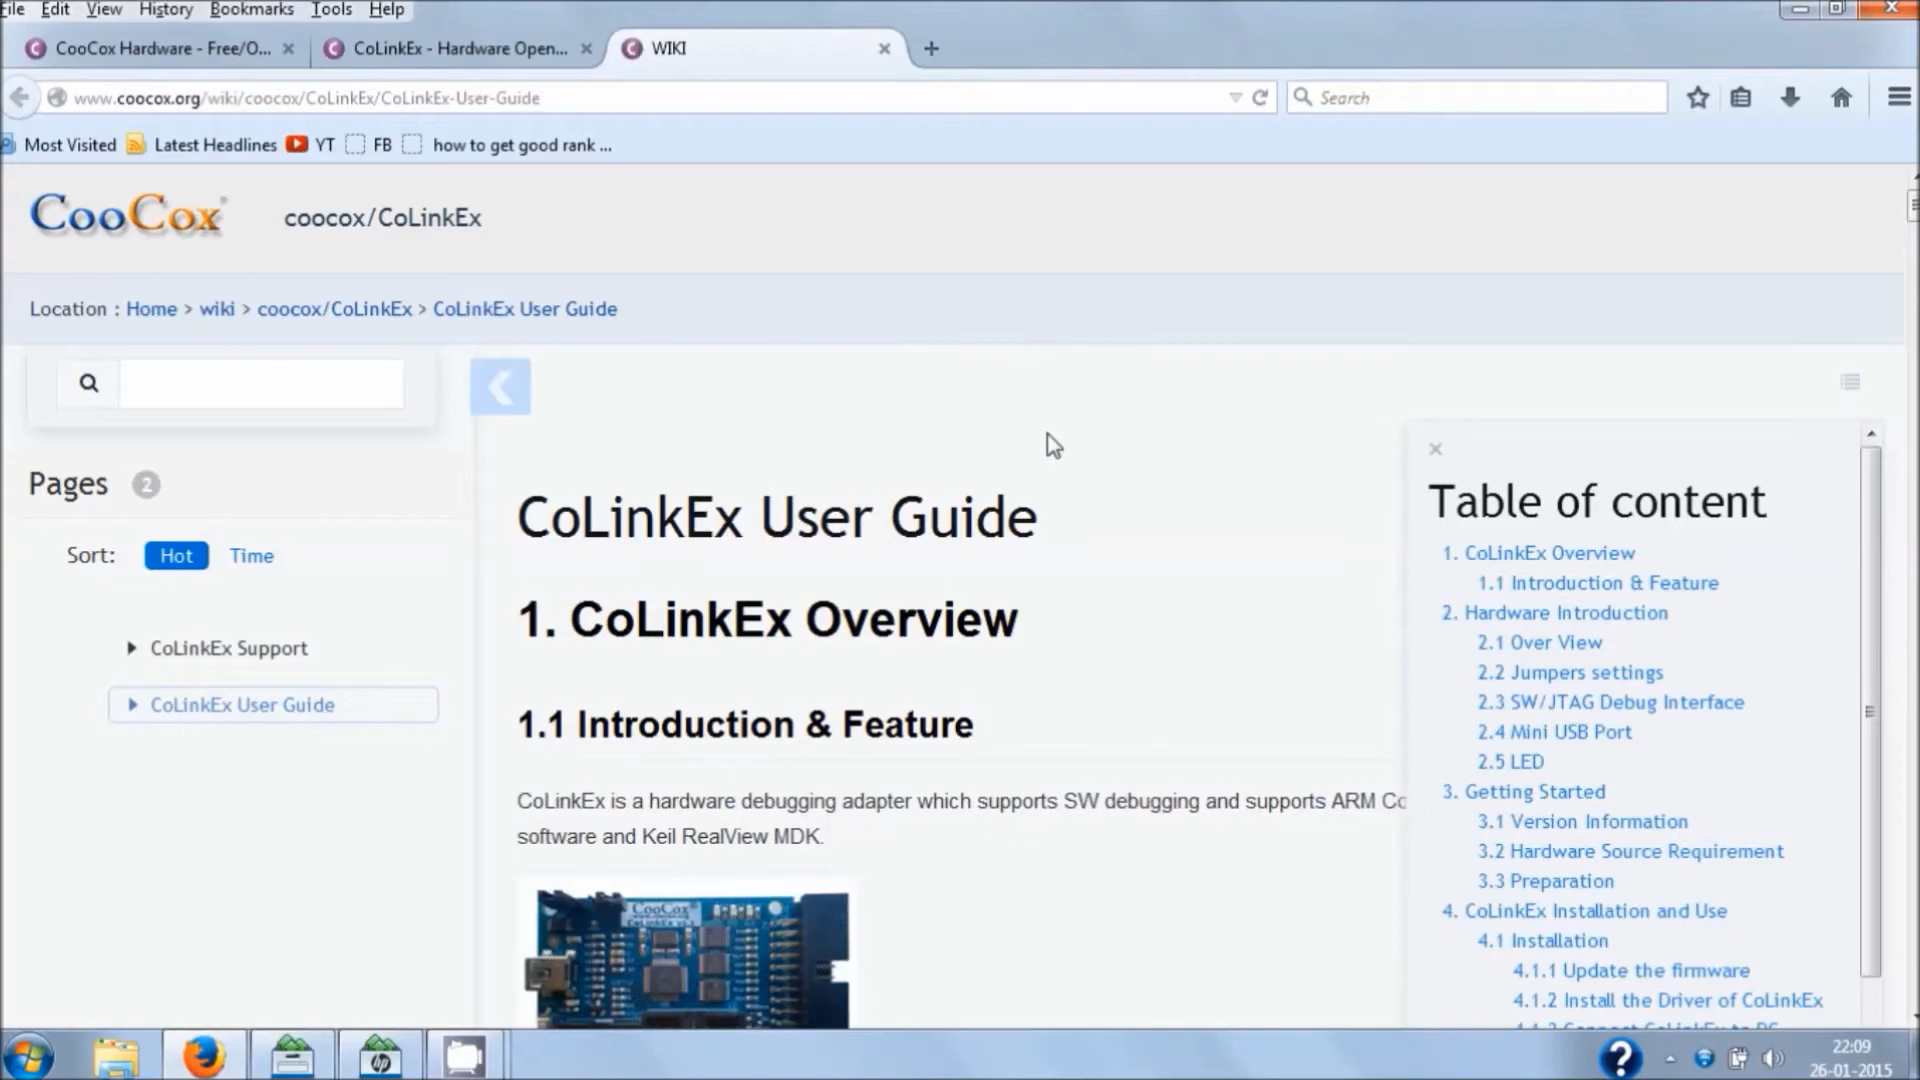 File Edit View History Bookmarks Tools Help
CooCox Hardware - Free/O... CoLinkEx - Hardware Open... WIKI
www.coocox.org/wiki/coocox/CoLinkEx/CoLinkEx-User-Guide Search
Most Visited Latest Headlines YT FB how to get good rank ...
CooCox® coocox/CoLinkEx
Location : Home > wiki > coocox/CoLinkEx > CoLinkEx User Guide
Pages 2
Sort: Hot Time
CoLinkEx Support
CoLinkEx User Guide
CoLinkEx User Guide
1. CoLinkEx Overview
1.1 Introduction & Feature
CoLinkEx is a hardware debugging adapter which supports SW debugging and supports ARM Co
software and Keil RealView MDK.
CooCox
Table of content
1. CoLinkEx Overview
1.1 Introduction & Feature
2. Hardware Introduction
2.1 Over View
2.2 Jumpers settings
2.3 SW/JTAG Debug Interface
2.4 Mini USB Port
2.5 LED
3. Getting Started
3.1 Version Information
3.2 Hardware Source Requirement
3.3 Preparation
4. CoLinkEx Installation and Use
4.1 Installation
4.1.1 Update the firmware
4.1.2 Install the Driver of CoLinkEx
hp
22:09
26-01-2015